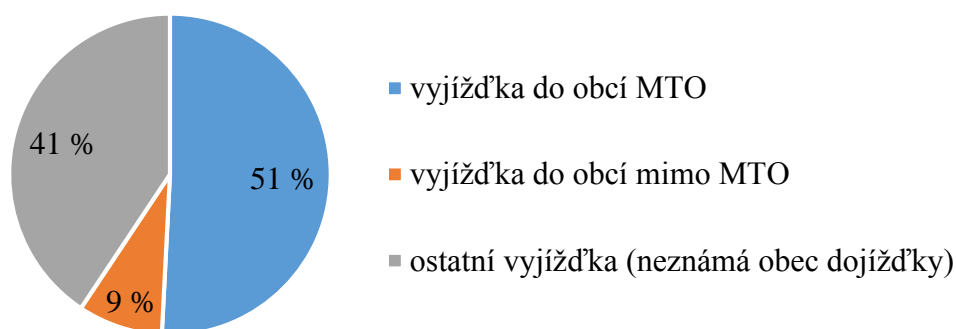 41 %
51 %
9 %
vyjížďka do obcí MTO
vyjížďka do obcí mimo MTO
ostatní vyjížďka (neznámá obec dojížďky)